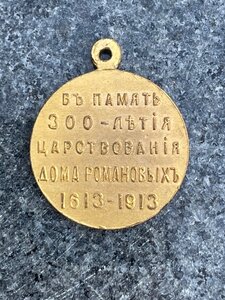 ВЪ ПАМЯТЬ
300-ЛѢТІЯ
ЦАРСТВОВАНІЯ
ДОМА РОМАНОВЫХЪ
1613-1913